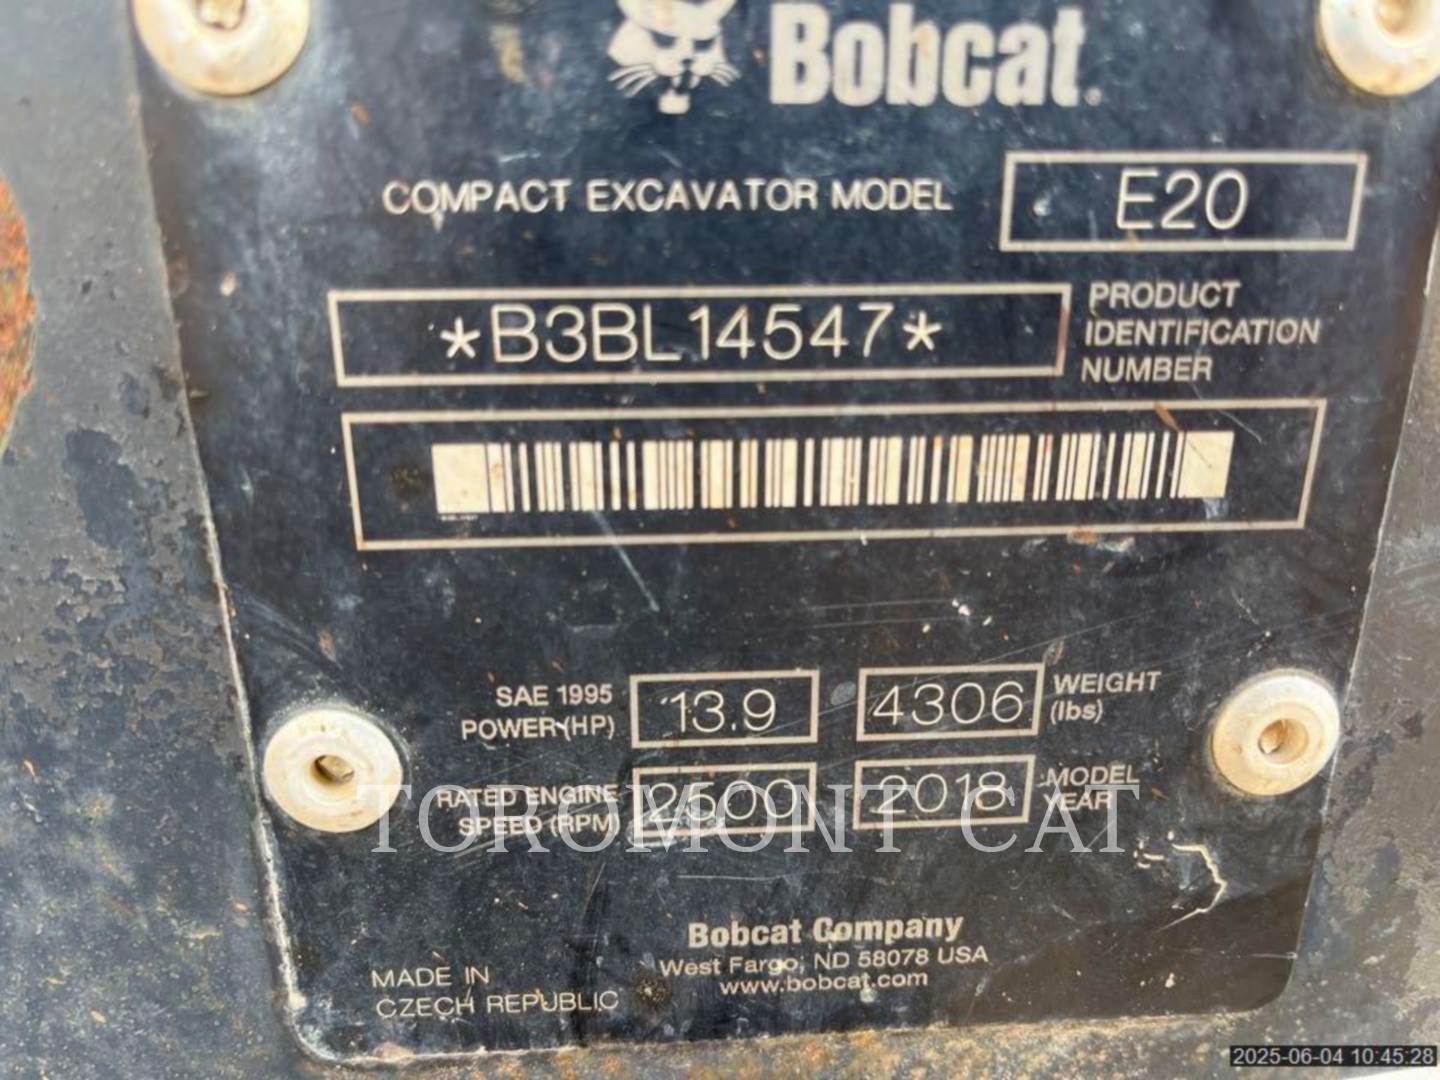 Bobcat.
COMPACT EXCAVATOR MODEL E20
*B3BL14547*
PRODUCT
IDENTIFICATION
NUMBER
SAE 1995
POWER (HP) 13.9
4306 WEIGHT
(lbs)
RATED ENGINE
SPEED (RPM) 2500
2018 MODEL
YEAR
TOROMONT CAT
Bobcat Company
West Fargo, ND 58078 USA
www.bobcat.com
MADE IN
CZECH REPUBLIC
2025-06-04 10:45:28